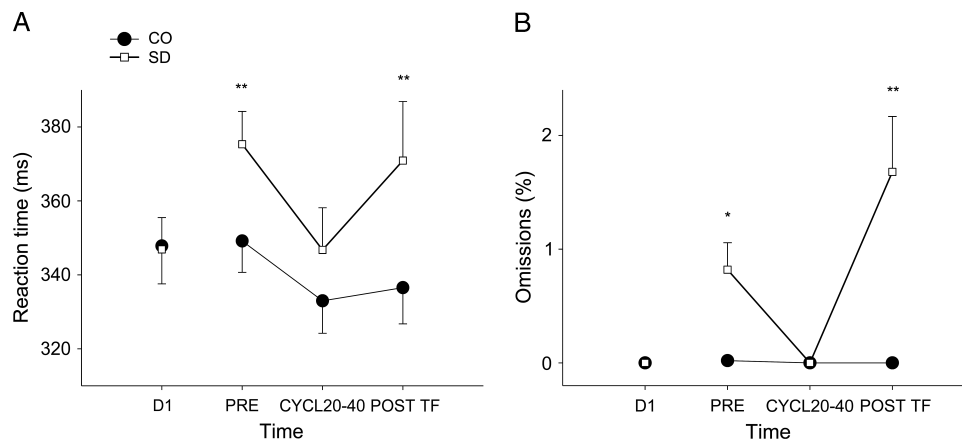 A
CO
SD
**
**
Reaction time (ms)
380
360
340
320
D1 PRE CYCL20-40 POST TF
Time
B
**
*
Omissions (%)
2
1
0
D1 PRE CYCL20-40 POST TF
Time